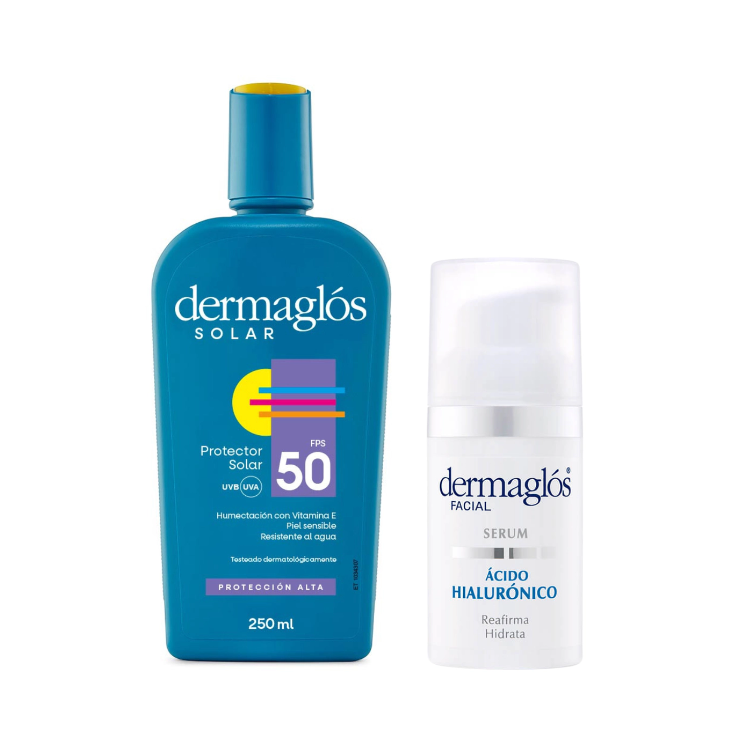 dermaglós
SOLAR
FPS
50
Protector
Solar
UVB UVA
Humectación con Vitamina E
Piel sensible
Resistente al agua
Testeado dermatológicamente
PROTECCIÓN ALTA
250 ml
dermaglós®
FACIAL
SERUM
ÁCIDO
HIALURÓNICO
Reafirma
Hidrata